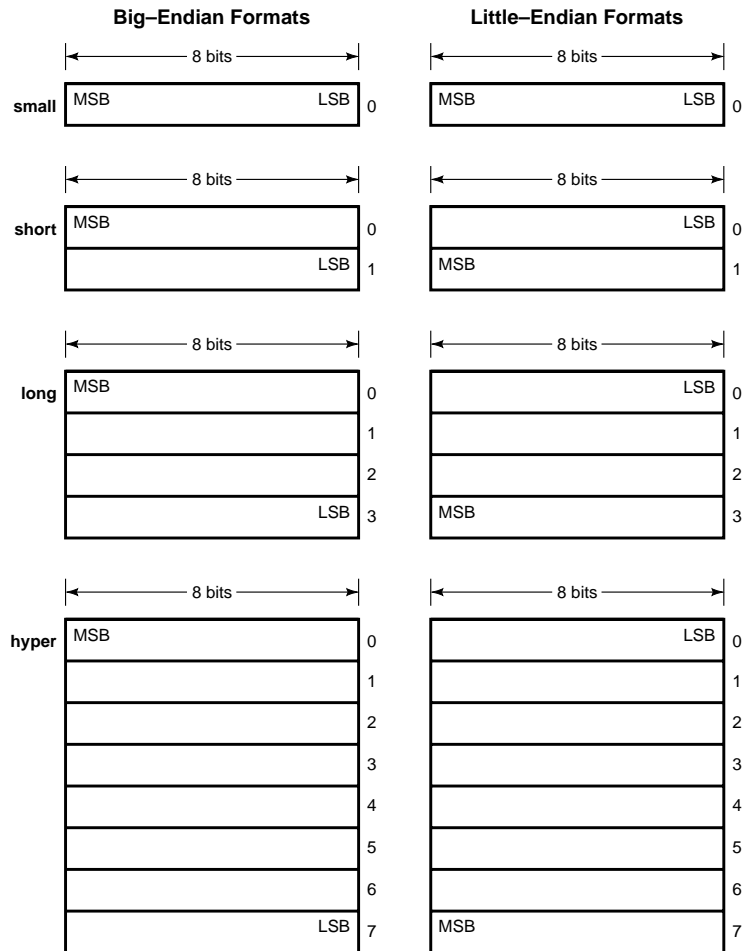 Big–Endian Formats Little–Endian Formats
8 bits 8 bits
small MSB LSB 0 MSB LSB 0
8 bits 8 bits
short MSB 0 LSB 0
LSB 1 MSB 1
8 bits 8 bits
long MSB 0 LSB 0
1 1
2 2
LSB 3 MSB 3
8 bits 8 bits
hyper MSB 0 LSB 0
1 1
2 2
3 3
4 4
5 5
6 6
LSB 7 MSB 7